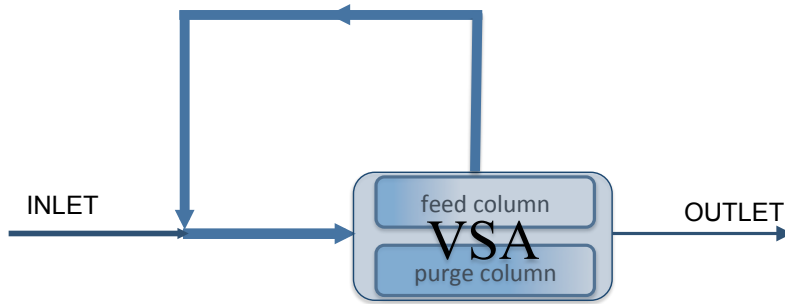 INLET
feed column
VSA
purge column
OUTLET